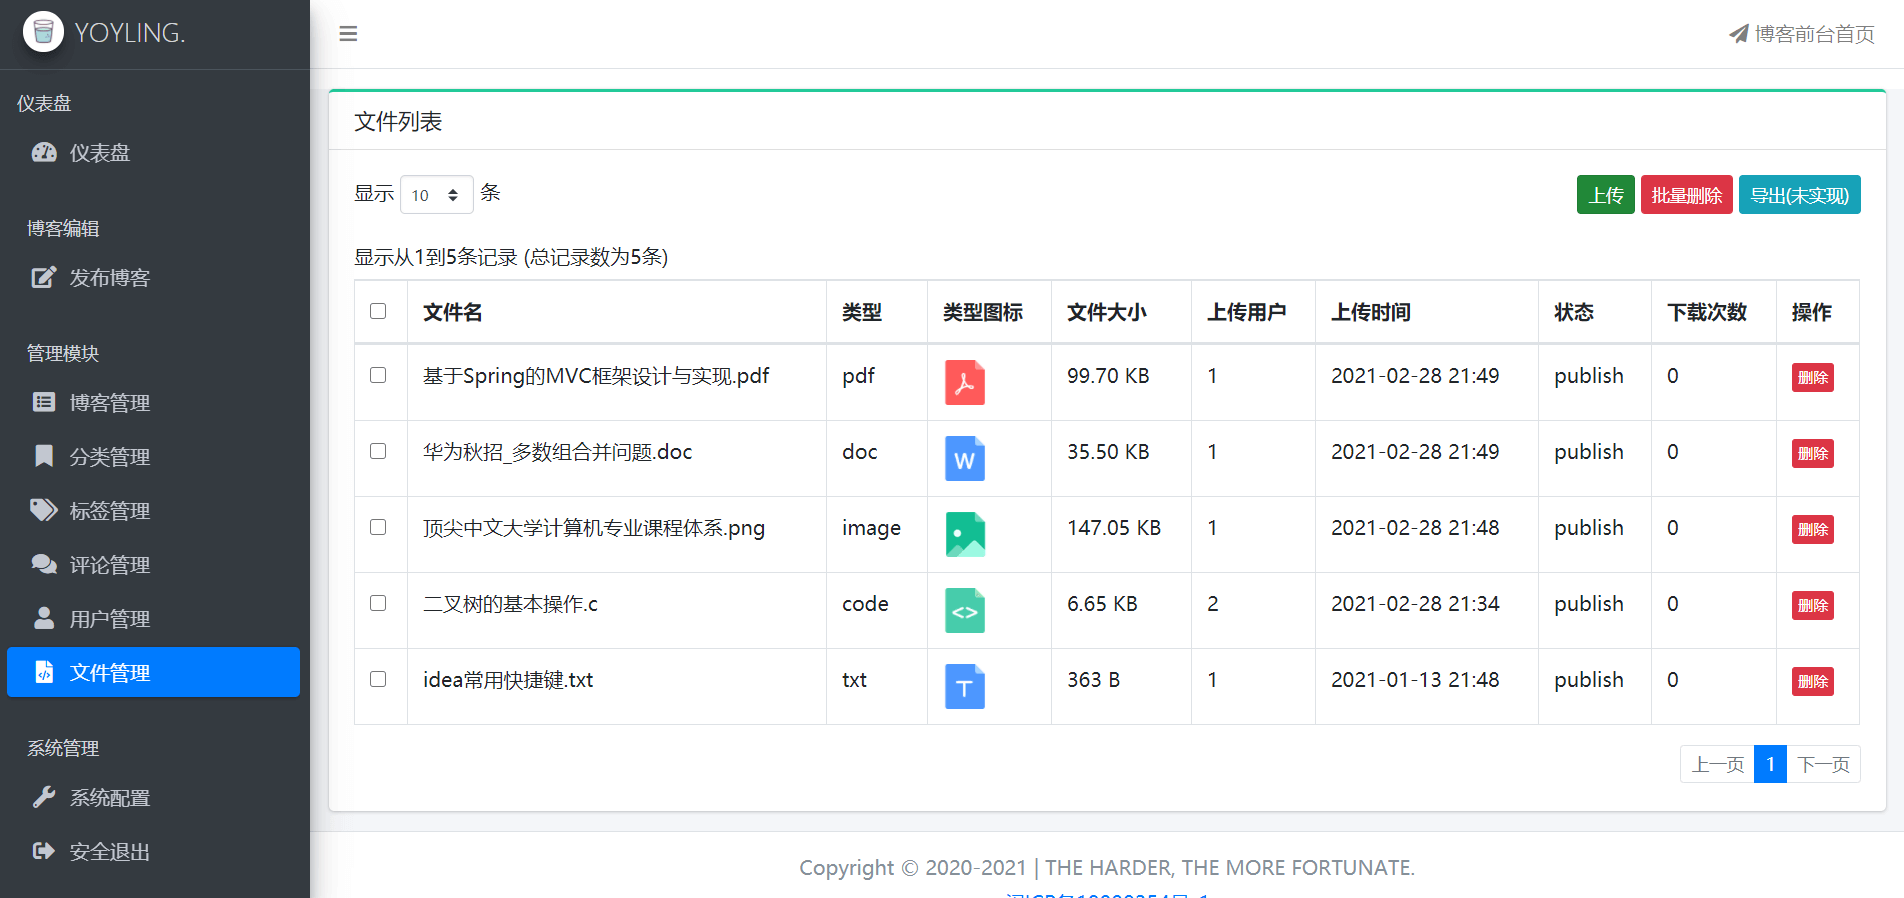 YOYLING.
博客前台首页
仪表盘
仪表盘
博客编辑
发布博客
管理模块
博客管理
分类管理
标签管理
评论管理
用户管理
文件管理
系统管理
系统配置
安全退出
文件列表
显示 10 条
上传 批量删除 导出(未实现)
显示从1到5条记录 (总记录数为5条)
文件名 类型 类型图标 文件大小 上传用户 上传时间 状态 下载次数 操作
基于Spring的MVC框架设计与实现.pdf pdf 99.70 KB 1 2021-02-28 21:49 publish 0 删除
华为秋招_多数组合并问题.doc doc W 35.50 KB 1 2021-02-28 21:49 publish 0 删除
顶尖中文大学计算机专业课程体系.png image 147.05 KB 1 2021-02-28 21:48 publish 0 删除
二叉树的基本操作.c code <> 6.65 KB 2 2021-02-28 21:34 publish 0 删除
idea常用快捷键.txt txt T 363 B 1 2021-01-13 21:48 publish 0 删除
上一页 1 下一页
Copyright © 2020-2021 | THE HARDER, THE MORE FORTUNATE.